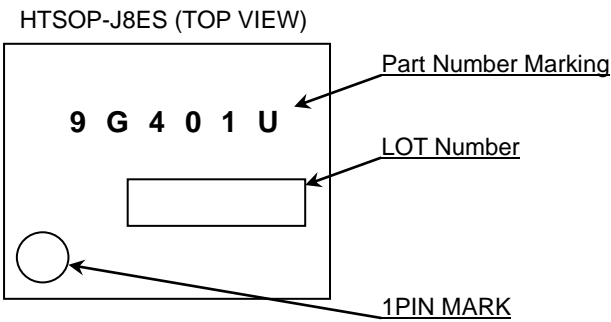 HTSOP-J8ES (TOP VIEW)
Part Number Marking
9 G 4 0 1 U
LOT Number
1PIN MARK